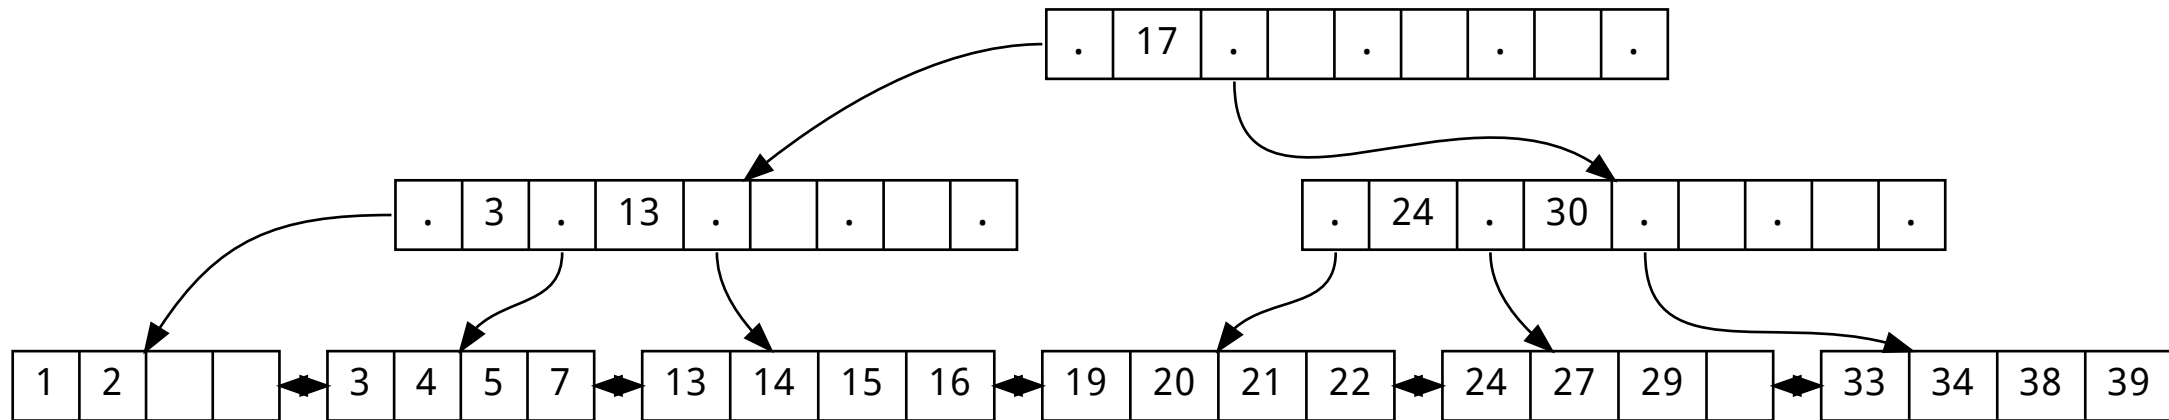 . 17 . . . .
. 3 . 13 . . .
. 24 . 30 . . .
1 2
3 4 5 7
13 14 15 16
19 20 21 22
24 27 29
33 34 38 39